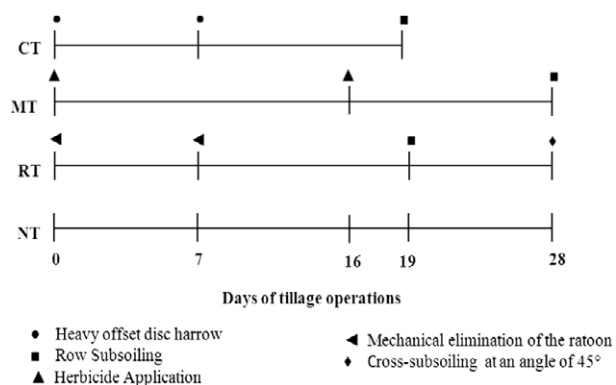 CT
MT
RT
NT
0 7 16 19 28
Days of tillage operations
Heavy offset disc harrow
Row Subsoiling
Herbicide Application
Mechanical elimination of the ratoon
Cross-subsoiling at an angle of 45°